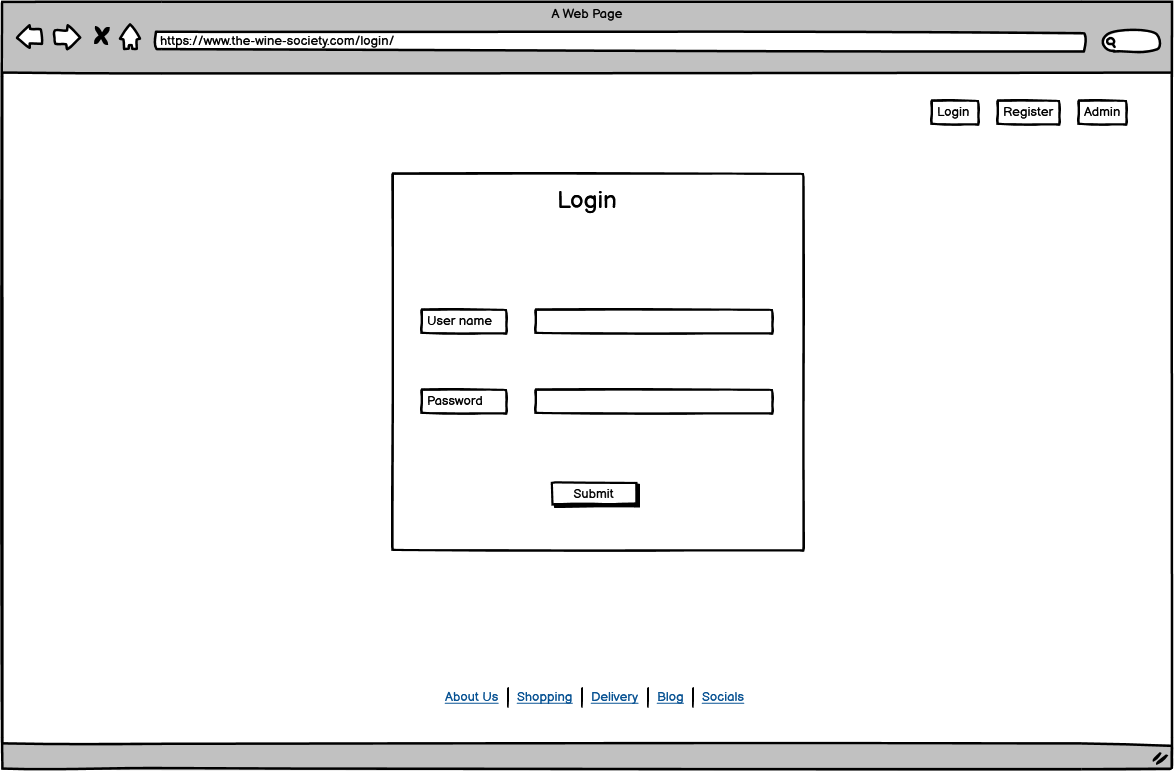 A Web Page
https://www.the-wine-society.com/login/
Login Register Admin
Login
User name
Password
Submit
About Us Shopping Delivery Blog Socials